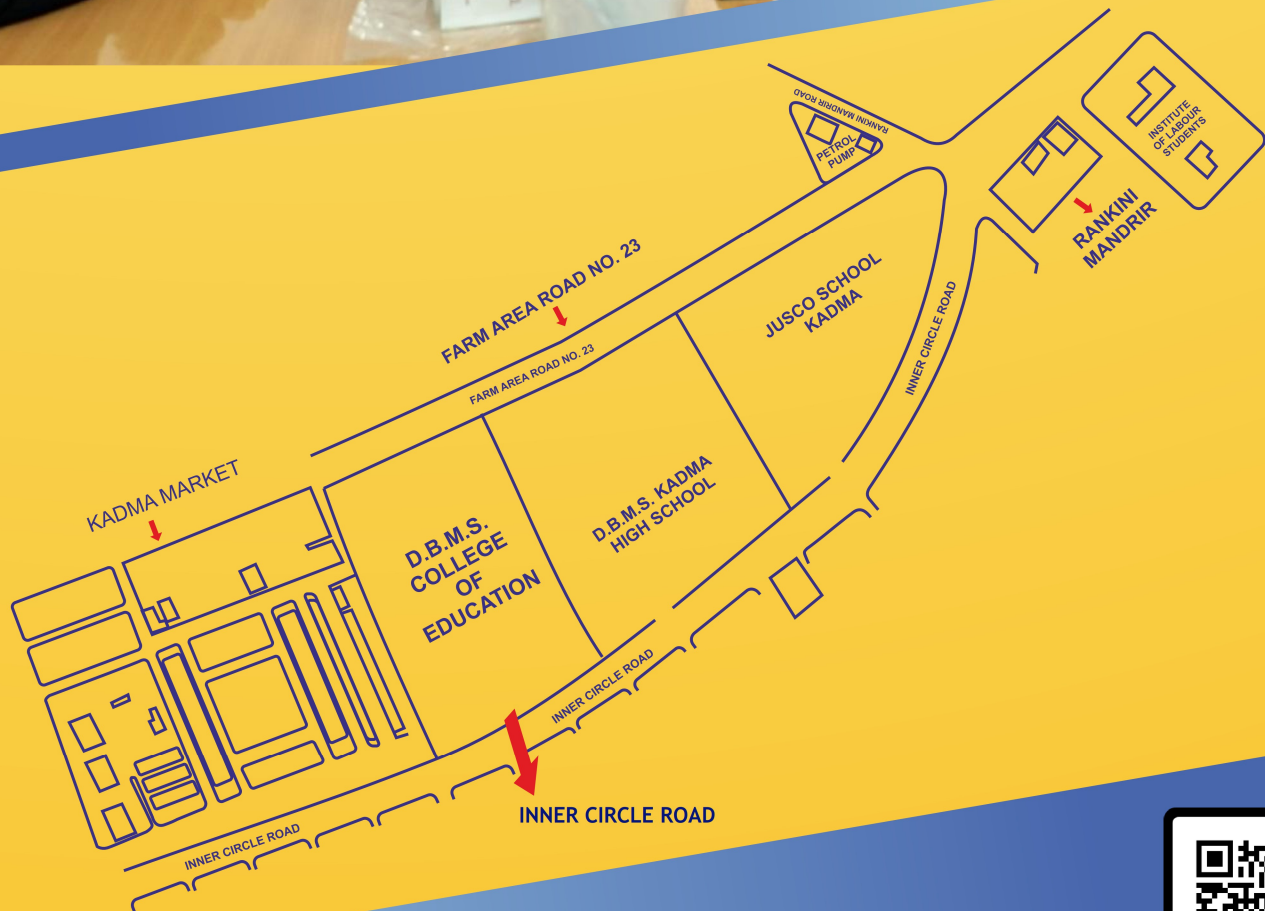 RANKINI MANDRIR ROAD
PETROL
PUMP
INSTITUTE
OF LABOUR
STUDENTS
RANKINI
MANDRIR
FARM AREA ROAD NO. 23
FARM AREA ROAD NO. 23
JUSCO SCHOOL
KADMA
INNER CIRCLE ROAD
KADMA MARKET
D.B.M.S. KADMA
HIGH SCHOOL
D.B.M.S.
COLLEGE
OF
EDUCATION
INNER CIRCLE ROAD
INNER CIRCLE ROAD
INNER CIRCLE ROAD